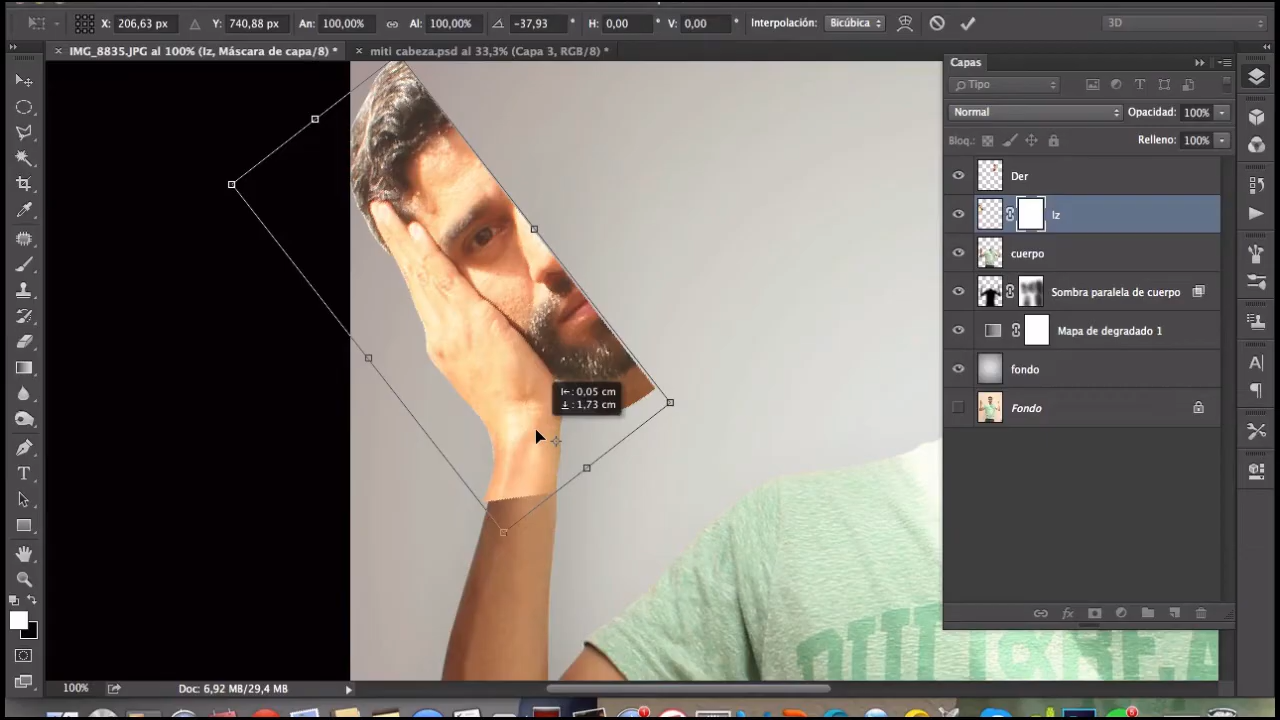 X: 206,63 px Y: 740,88 px An: 100,00% Al: 100,00% -37,93 ° H: 0,00 ° V: 0,00 ° Interpolación: Bicúbica 3D
× IMG_8835.JPG al 100% (Iz, Máscara de capa/8) * × miti cabeza.psd al 33,3% (Capa 3, RGB/8) *
Capas
Tipo
Normal Opacidad: 100%
Bloq.: Relleno: 100%
Der
Iz
cuerpo
Sombra paralela de cuerpo
Mapa de degradado 1
fondo
Fondo
: 0,05 cm
: 1,73 cm
100% Doc: 6,92 MB/29,4 MB